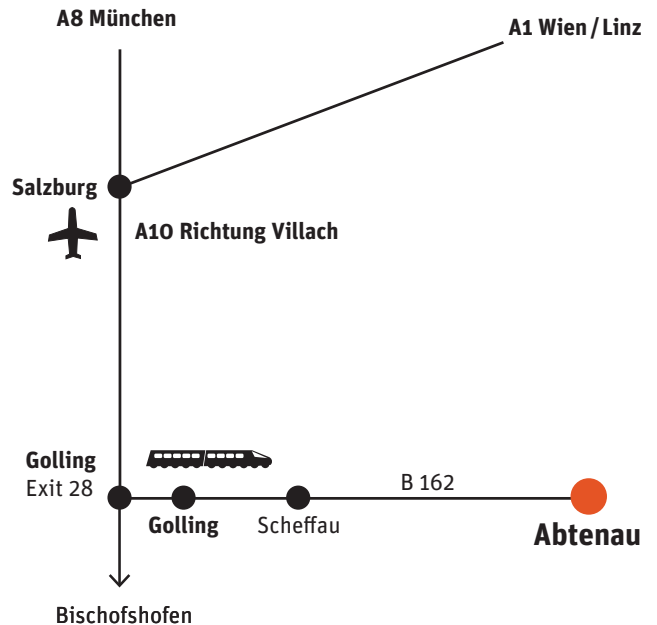 A8 München
A1 Wien / Linz
Salzburg
A10 Richtung Villach
Golling
Exit 28
B 162
Golling
Scheffau
Abtenau
Bischofshofen